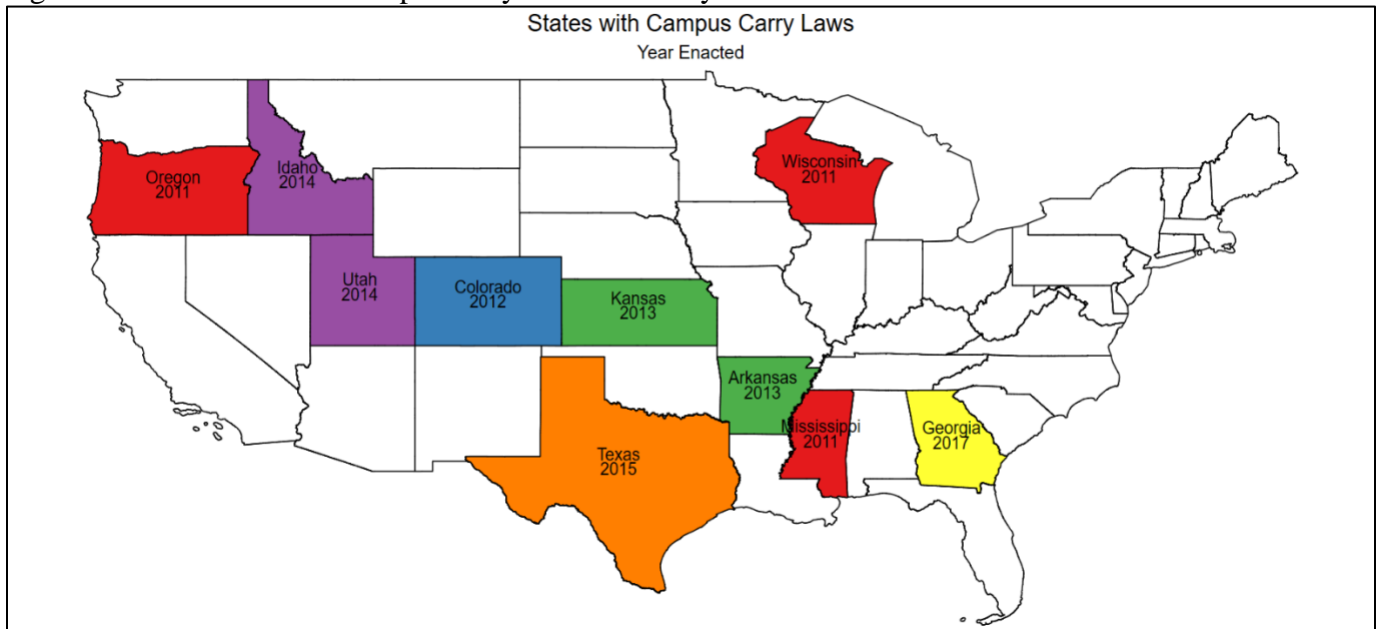 States with Campus Carry Laws
Year Enacted
Oregon
2011
Idaho
2014
Wisconsin
2011
Utah
2014
Colorado
2012
Kansas
2013
Arkansas
2013
Mississippi
2011
Georgia
2017
Texas
2015